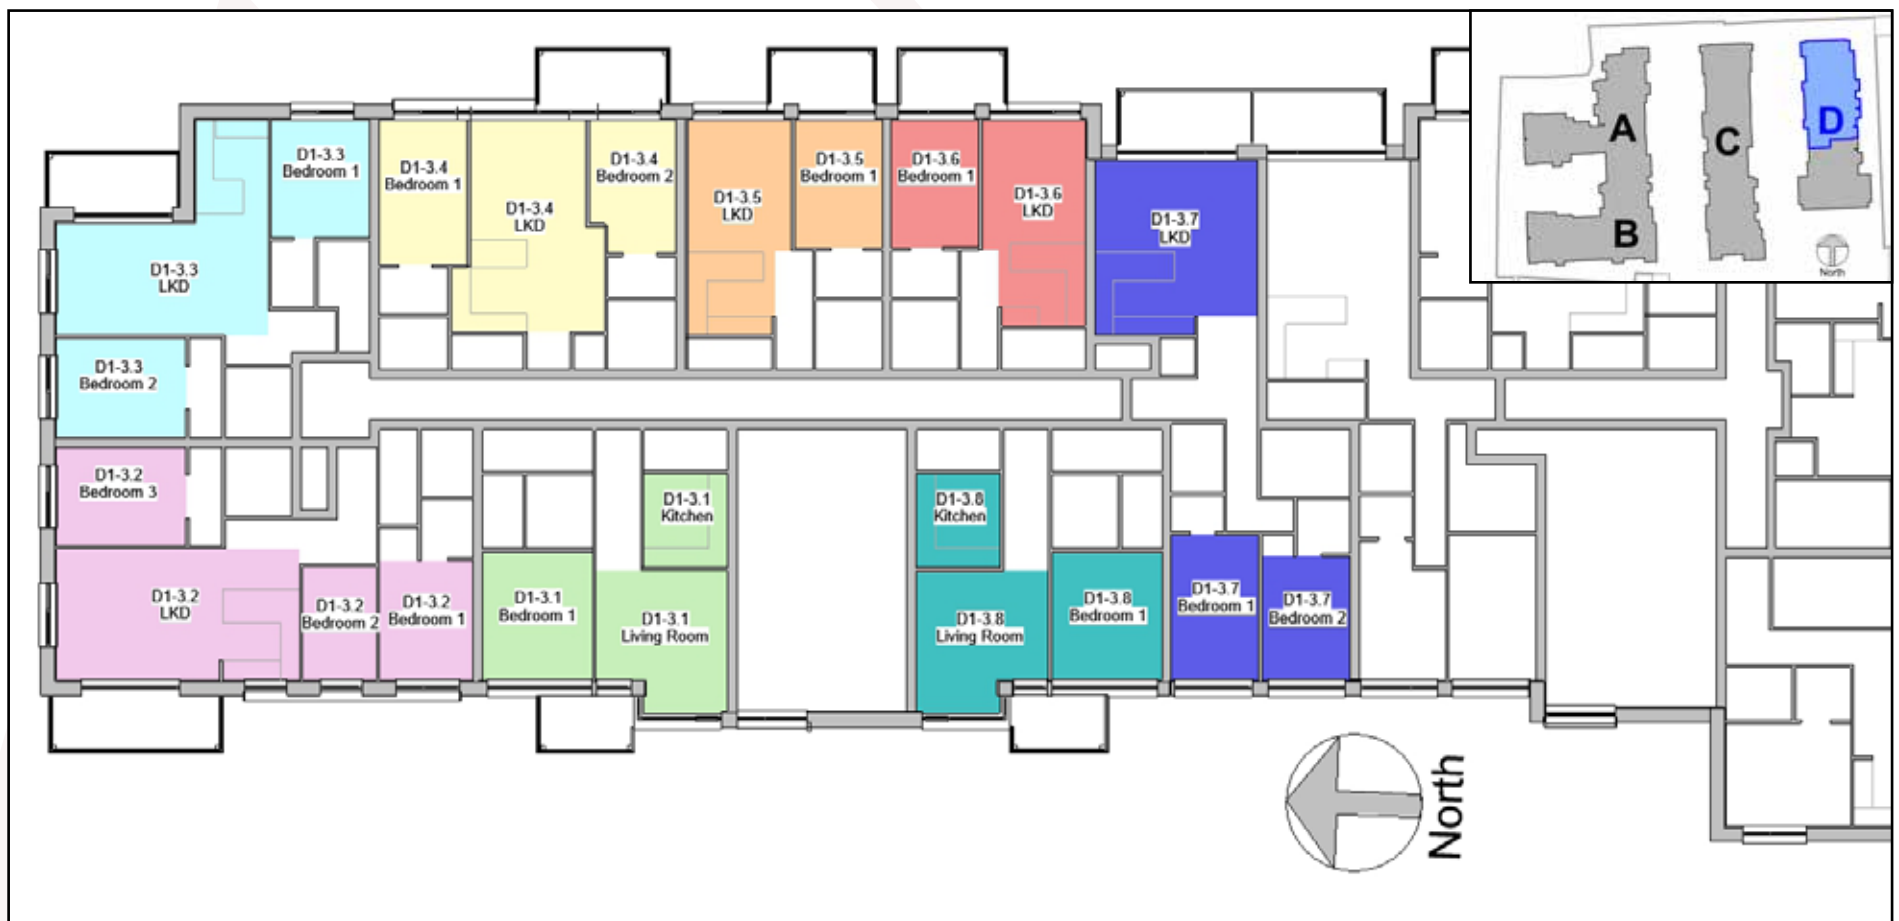 D1-3.3
Bedroom 1
D1-3.4
Bedroom 1
D1-3.4
LKD
D1-3.4
Bedroom 2
D1-3.5
LKD
D1-3.5
Bedroom 1
D1-3.6
Bedroom 1
D1-3.6
LKD
D1-3.7
LKD
A
B
C
D
North
D1-3.3
LKD
D1-3.3
Bedroom 2
D1-3.2
Bedroom 3
D1-3.2
LKD
D1-3.2
Bedroom 2
D1-3.2
Bedroom 1
D1-3.1
Bedroom 1
D1-3.1
Kitchen
D1-3.1
Living Room
D1-3.8
Kitchen
D1-3.8
Living Room
D1-3.8
Bedroom 1
D1-3.7
Bedroom 1
D1-3.7
Bedroom 2
North